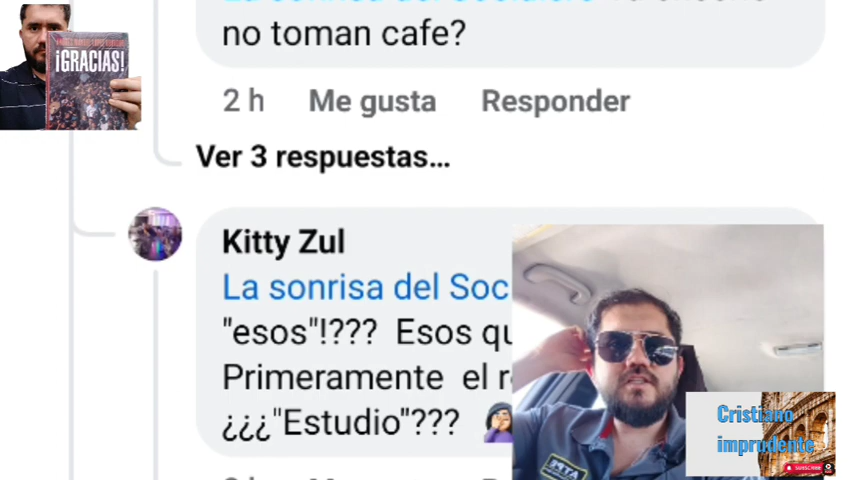 ¡GRACIAS!
no toman cafe?
2 h Me gusta Responder
Ver 3 respuestas...
Kitty Zul
La sonrisa del Soc
"esos"!??? Esos qu
Primeramente el r
¿¿¿"Estudio"???
Cristiano
imprudente
SUBSCRIBE